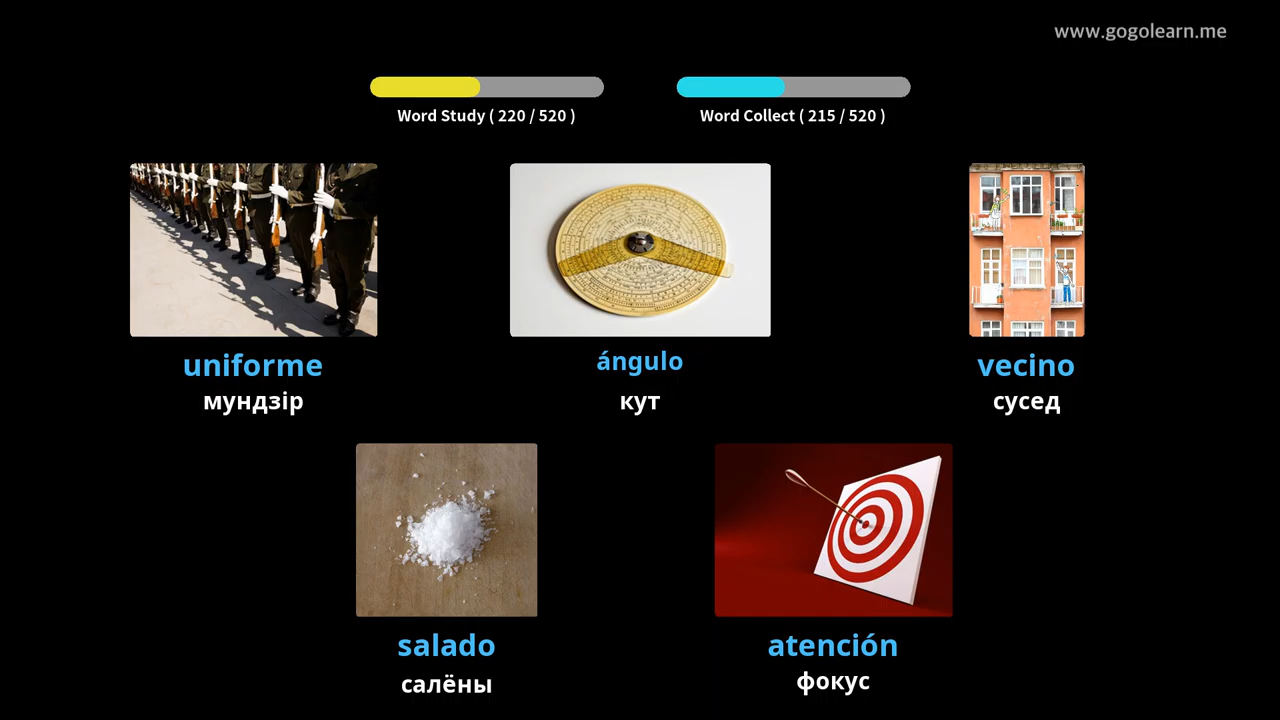 www.gogolearn.me
Word Study ( 220 / 520 )
Word Collect ( 215 / 520 )
uniforme
мундзір
ángulo
кут
vecino
сусед
salado
салёны
atención
фокус